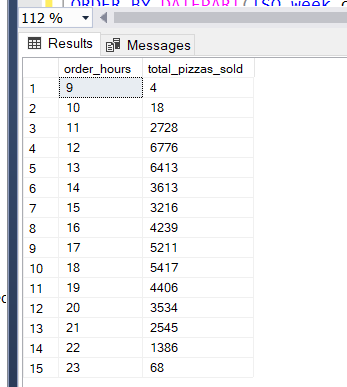 ORDER BY DATEPART(ISO_week,
112 %
Results Messages
order_hours total_pizzas_sold
1 9 4
2 10 18
3 11 2728
4 12 6776
5 13 6413
6 14 3613
7 15 3216
8 16 4239
9 17 5211
10 18 5417
11 19 4406
12 20 3534
13 21 2545
14 22 1386
15 23 68